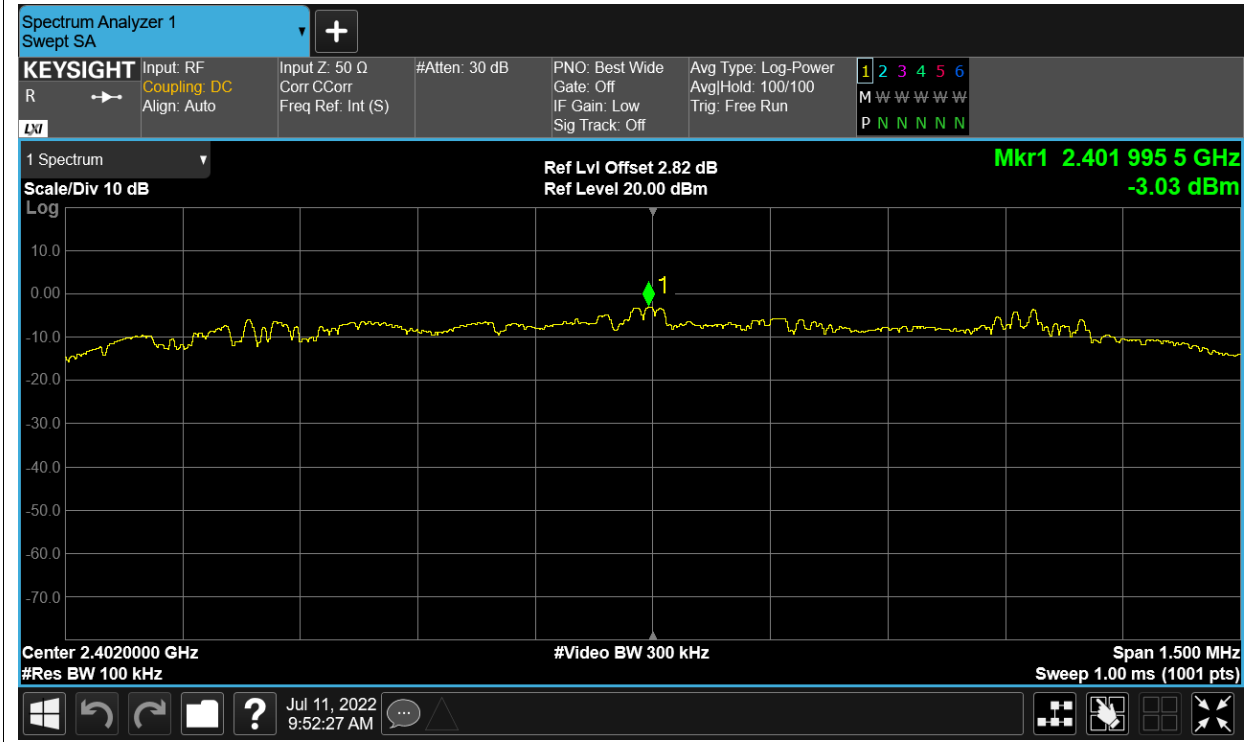 Spectrum Analyzer 1
Swept SA
+
KEYSIGHT
R
LXI
Input: RF
Coupling: DC
Align: Auto
Input Z: 50 Ω
Corr CCorr
Freq Ref: Int (S)
#Atten: 30 dB
PNO: Best Wide
Gate: Off
IF Gain: Low
Sig Track: Off
Avg Type: Log-Power
Avg|Hold: 100/100
Trig: Free Run
1 2 3 4 5 6
M W W W W W
P N N N N N
1 Spectrum
Scale/Div 10 dB
Log
Ref Lvl Offset 2.82 dB
Ref Level 20.00 dBm
Mkr1 2.401 995 5 GHz
-3.03 dBm
10.0
0.00
-10.0
-20.0
-30.0
-40.0
-50.0
-60.0
-70.0
1
Center 2.4020000 GHz
#Res BW 100 kHz
#Video BW 300 kHz
Span 1.500 MHz
Sweep 1.00 ms (1001 pts)
?
Jul 11, 2022
9:52:27 AM